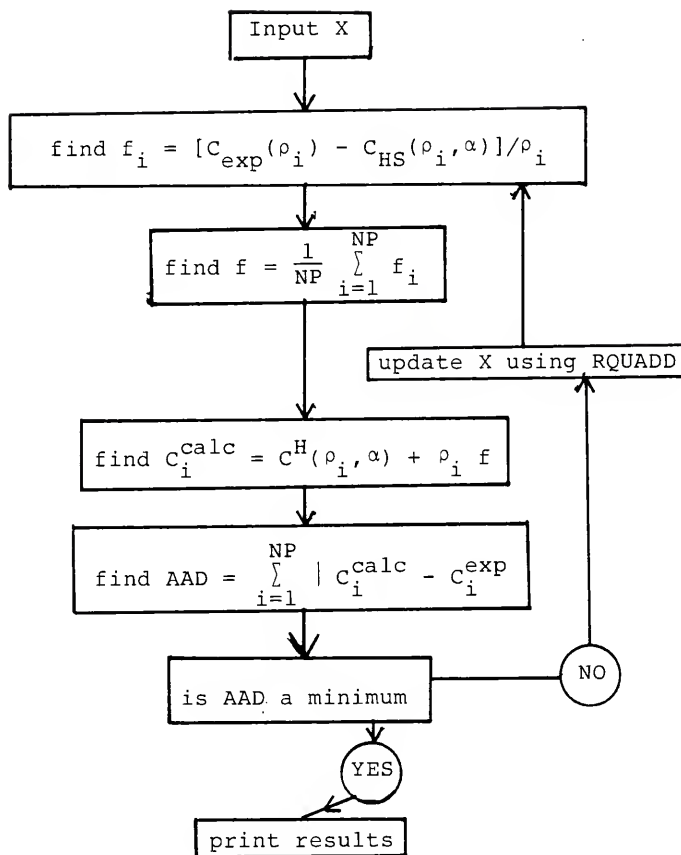 Input X
find f_i = [C_exp(ρ_i) - C_HS(ρ_i,α)]/ρ_i
find f = 1/NP ∑_{i=1}^{NP} f_i
update X using RQUADD
find C_i^calc = C^H(ρ_i,α) + ρ_i f
find AAD = ∑_{i=1}^{NP} | C_i^calc - C_i^exp
is AAD a minimum
NO
YES
print results